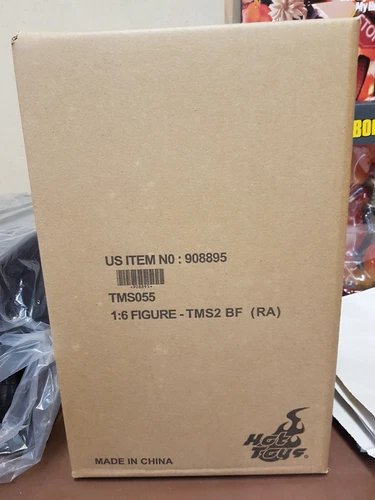 US ITEM N0 : 908895
TMS055
1:6 FIGURE - TMS2 BF (RA)
Hot
Toys®
MADE IN CHINA